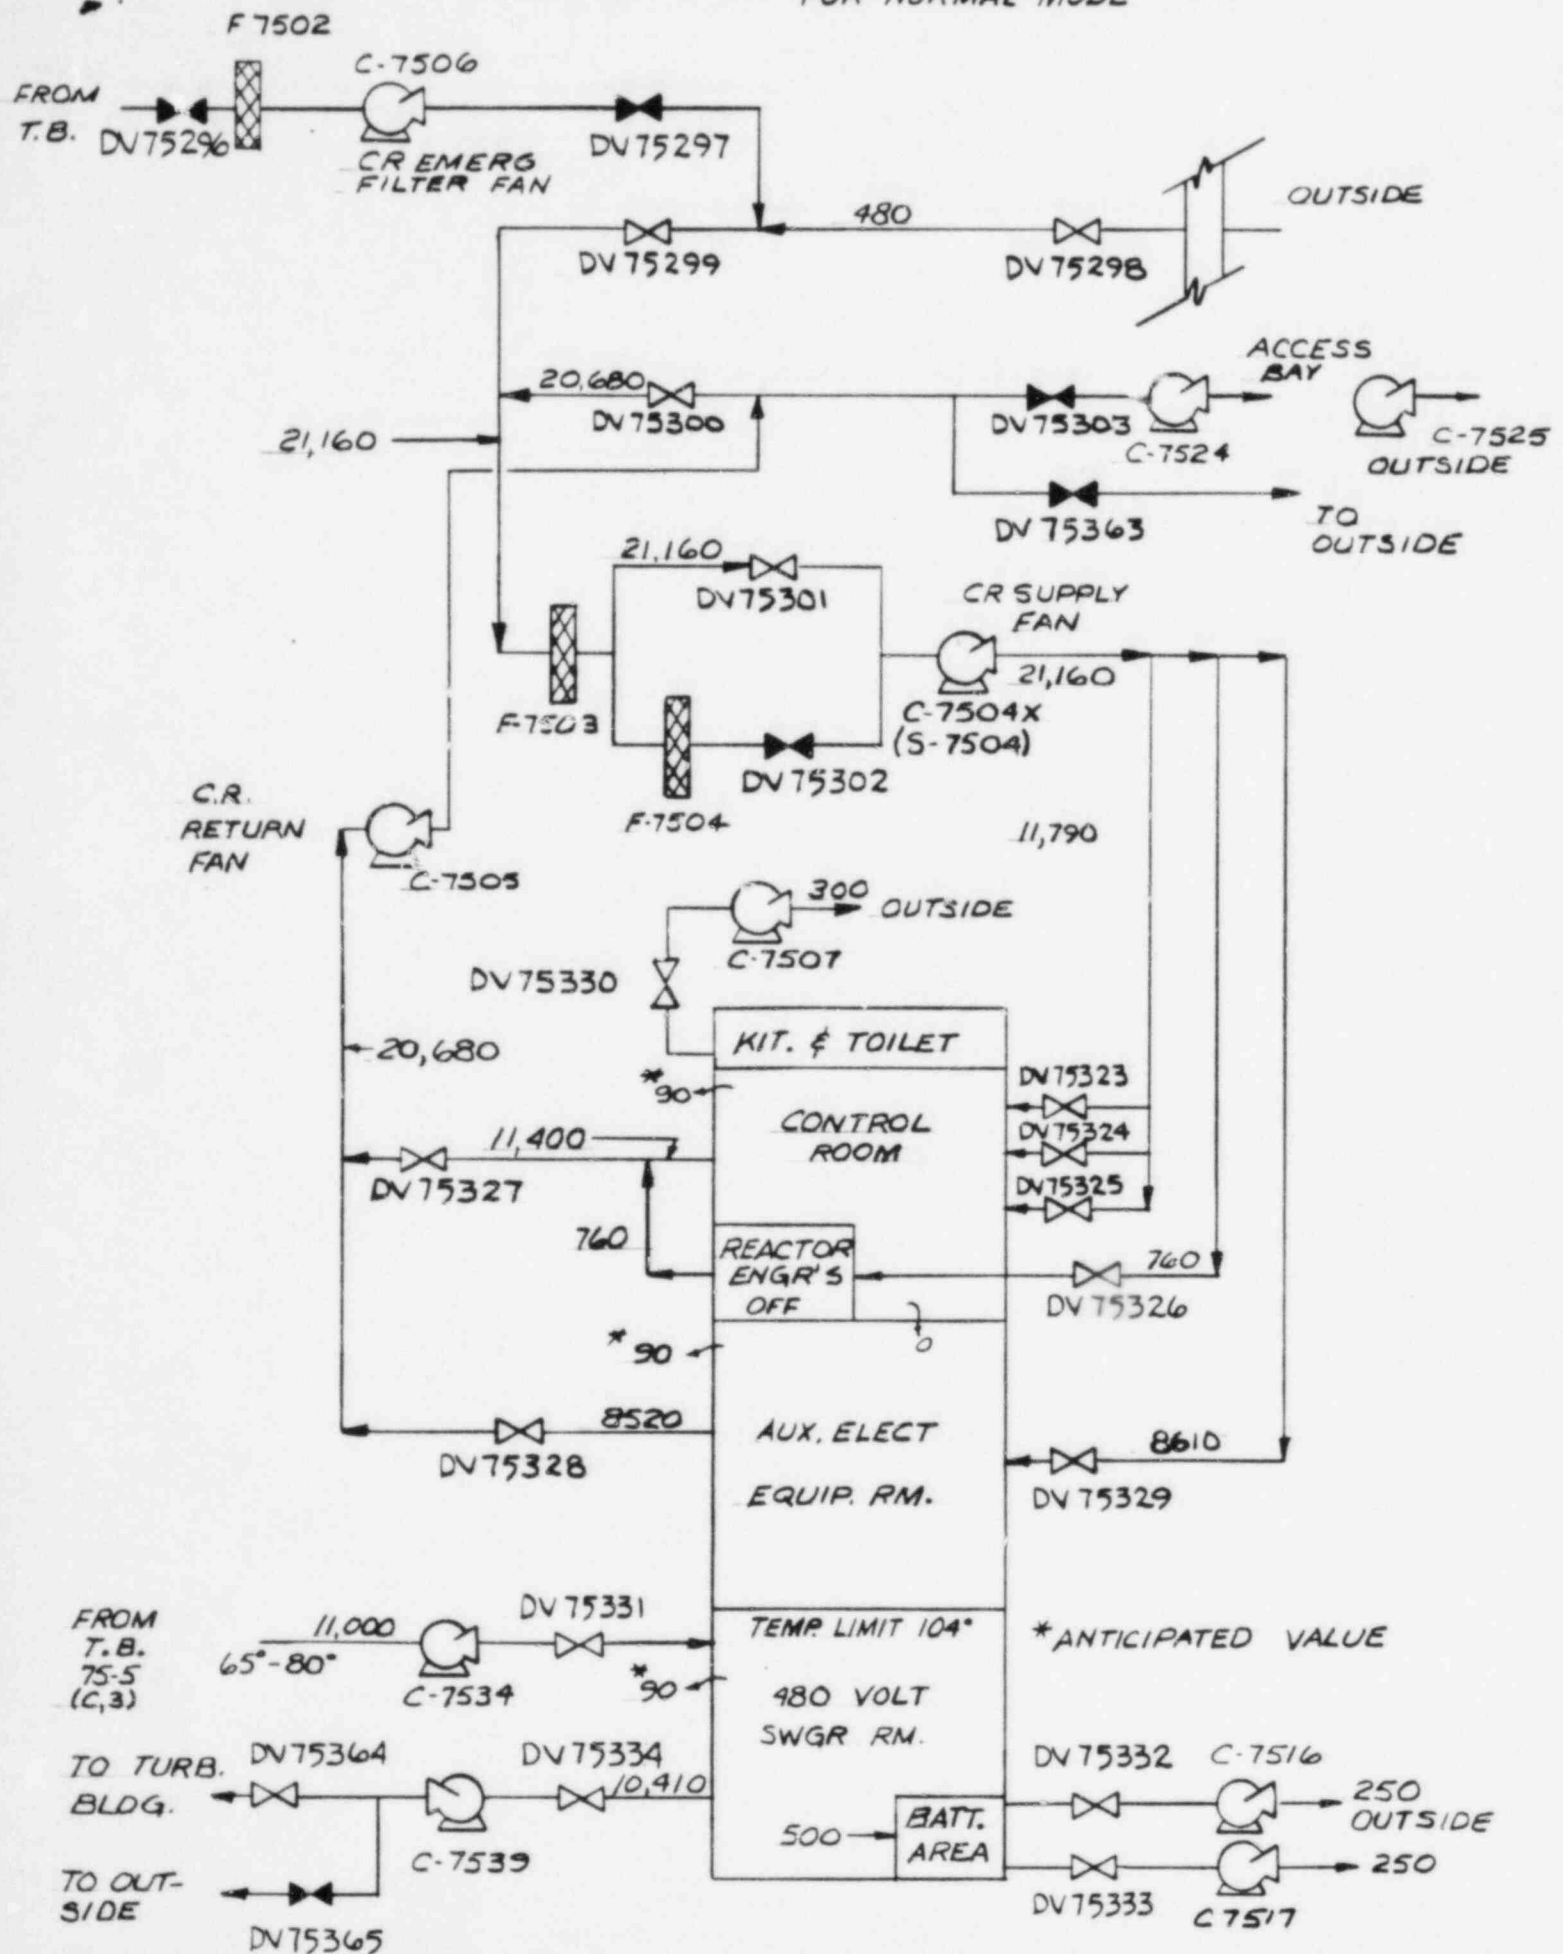 FOR NORMAL MODE
F 7502
C-7506
FROM
T.B.
DV75296
CR EMERG
FILTER FAN
DV75297
480
OUTSIDE
DV75299
DV75298
20,680
DV75300
21,160
ACCESS
BAY
DV75303
C-7524
C-7525
OUTSIDE
DV75363
TO
OUTSIDE
21,160
DV75301
CR SUPPLY
FAN
21,160
F-7503
C-7504X
(S-7504)
DV75302
F-7504
C.R.
RETURN
FAN
C-7505
11,790
300
OUTSIDE
C-7507
DV75330
KIT. & TOILET
20,680
*90
DV75323
CONTROL
ROOM
DV75324
11,400
DV75325
DV75327
760
REACTOR
ENGR'S
OFF
760
DV75326
0
*90
8520
AUX. ELECT
EQUIP. RM.
8610
DV75328
DV75329
FROM
T.B.
75-5
(C,3)
11,000
65°-80°
DV75331
C-7534
TEMP. LIMIT 104°
*ANTICIPATED VALUE
*90
480 VOLT
SWGR RM.
TO TURB.
BLDG.
DV75364
DV75334
10,410
DV75332
C-7516
250
OUTSIDE
C-7539
500
BATT.
AREA
250
TO OUT-
SIDE
DV75365
DV75333
C7517